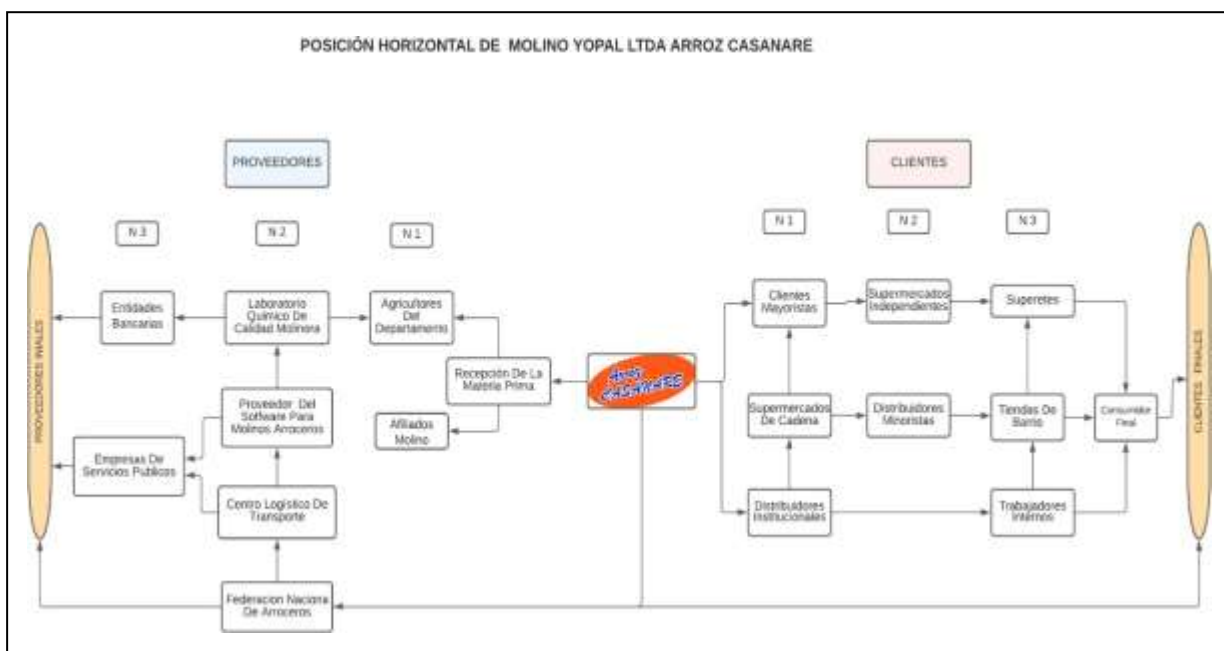 POSICIÓN HORIZONTAL DE MOLINO YOPAL LTDA ARROZ CASANARE
PROVEEDORES
CLIENTES
N 3
N 2
N 1
N 1
N 2
N 3
PROVEEDORES INIALES
Entidades
Bancarias
Laboratorio
Químico De
Calidad Molinera
Agricultores
Del
Departamento
Recepción De La
Materia Prima
Afiliados
Molino
Proveedor Del
Software Para
Molinos Arroceros
Empresas De
Servicios Publicos
Centro Logístico De
Transporte
Federacion Naciona
De Arroceros
Arroz
CASANARE
Clientes
Mayoristas
Supermercados
Independientes
Superetes
Supermercados
De Cadena
Distribuidores
Minoristas
Tiendas De
Barrio
Consumidor
Final
Distribuidores
Institucionales
Trabajadores
Internos
CLIENTES FINALES